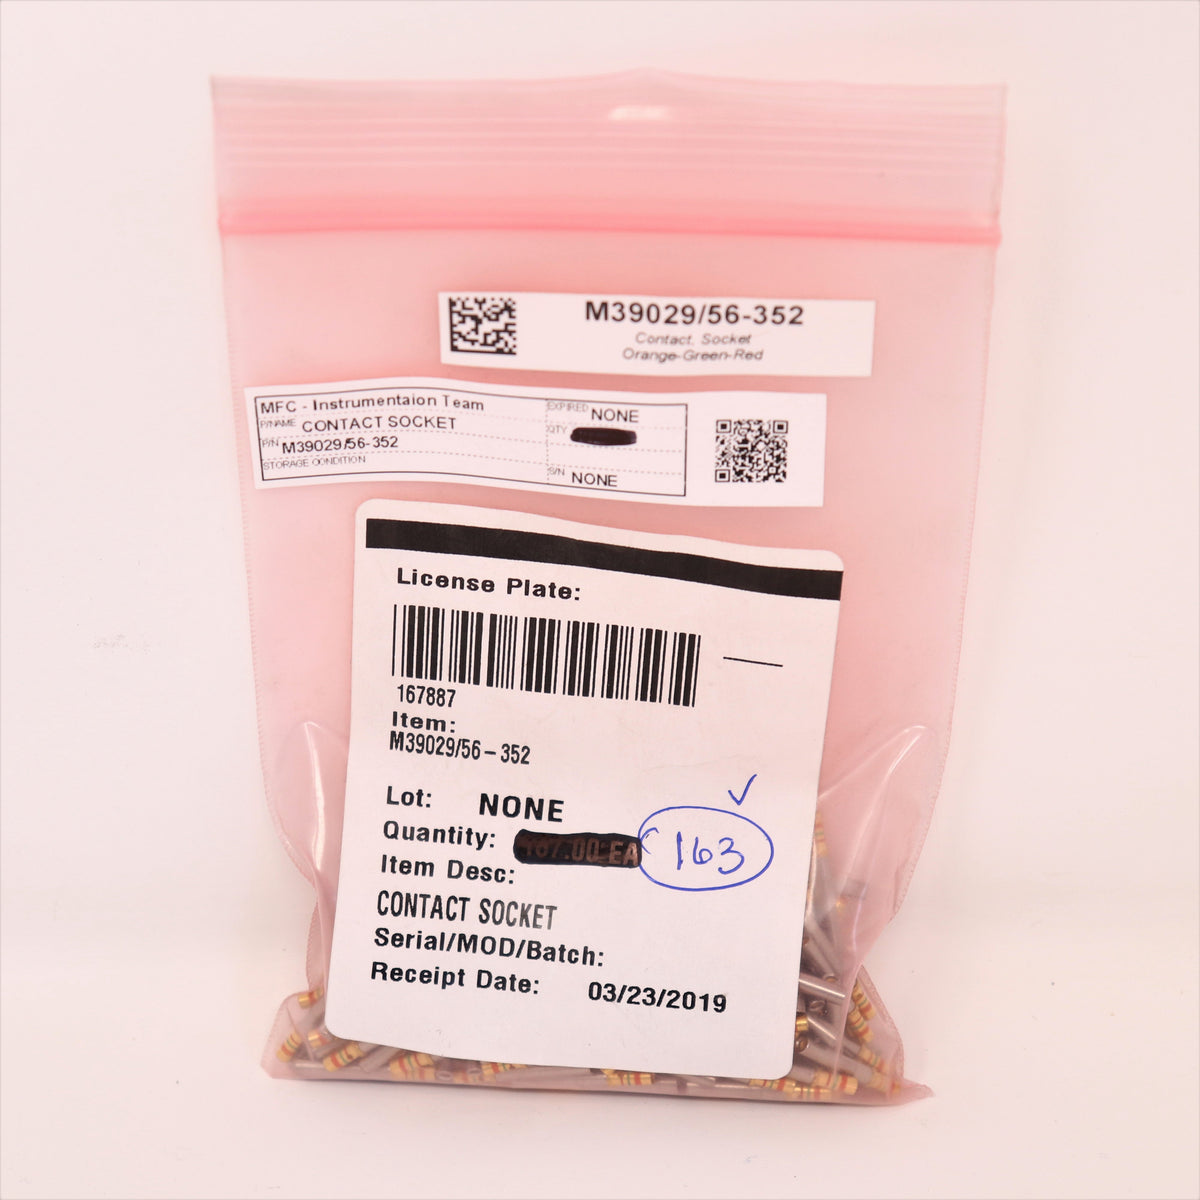 M39029/56-352
Contact, Socket
Orange-Green-Red
MFC - Instrumentaion Team
P/NAME CONTACT SOCKET
P/N M39029/56-352
STORAGE CONDITION
EXPIRED NONE
QTY
S/N NONE
License Plate:
167887
Item:
M39029/56-352
Lot: NONE
Quantity: 163
Item Desc:
CONTACT SOCKET
Serial/MOD/Batch:
Receipt Date: 03/23/2019